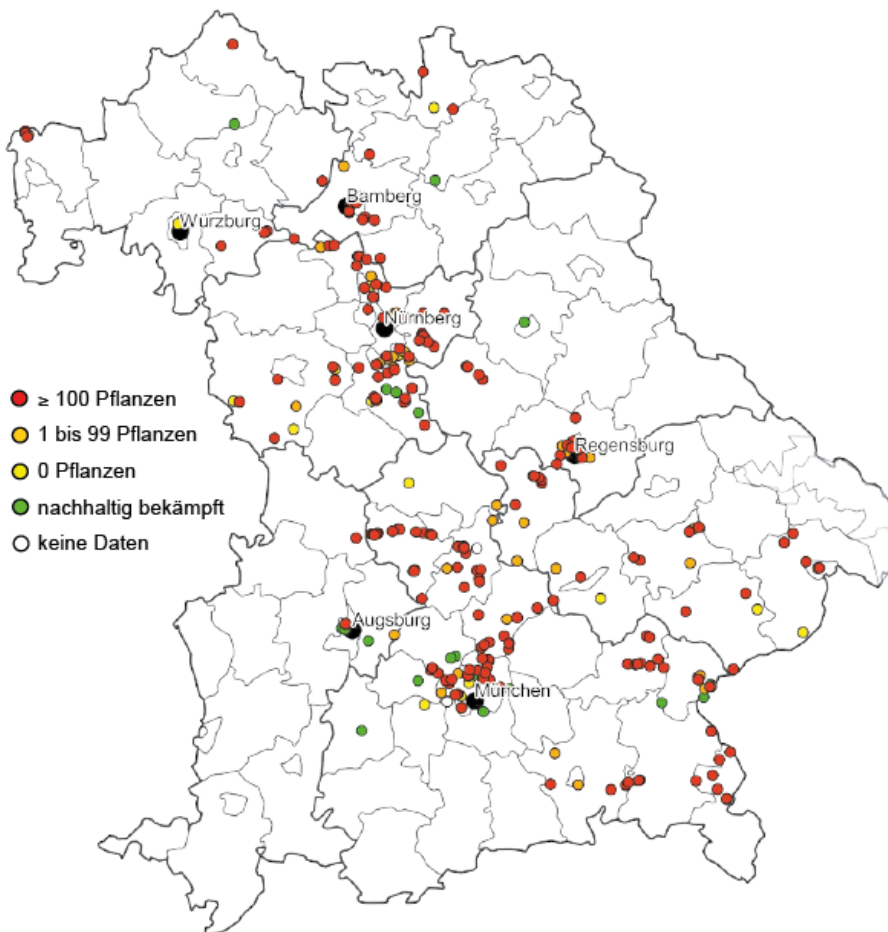 Bamberg
Würzburg
Nürnberg
≥ 100 Pflanzen
1 bis 99 Pflanzen
Regensburg
0 Pflanzen
nachhaltig bekämpft
keine Daten
Augsburg
München